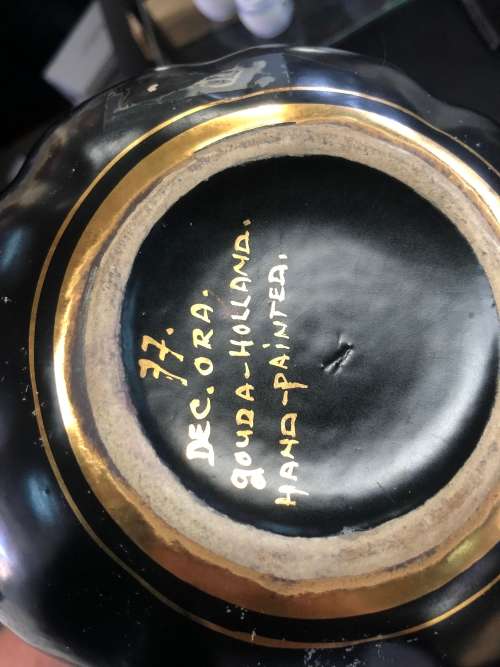 77.
DEC. ORA.
gOUDA-HOLLAND.
HAND-PAiNTED.